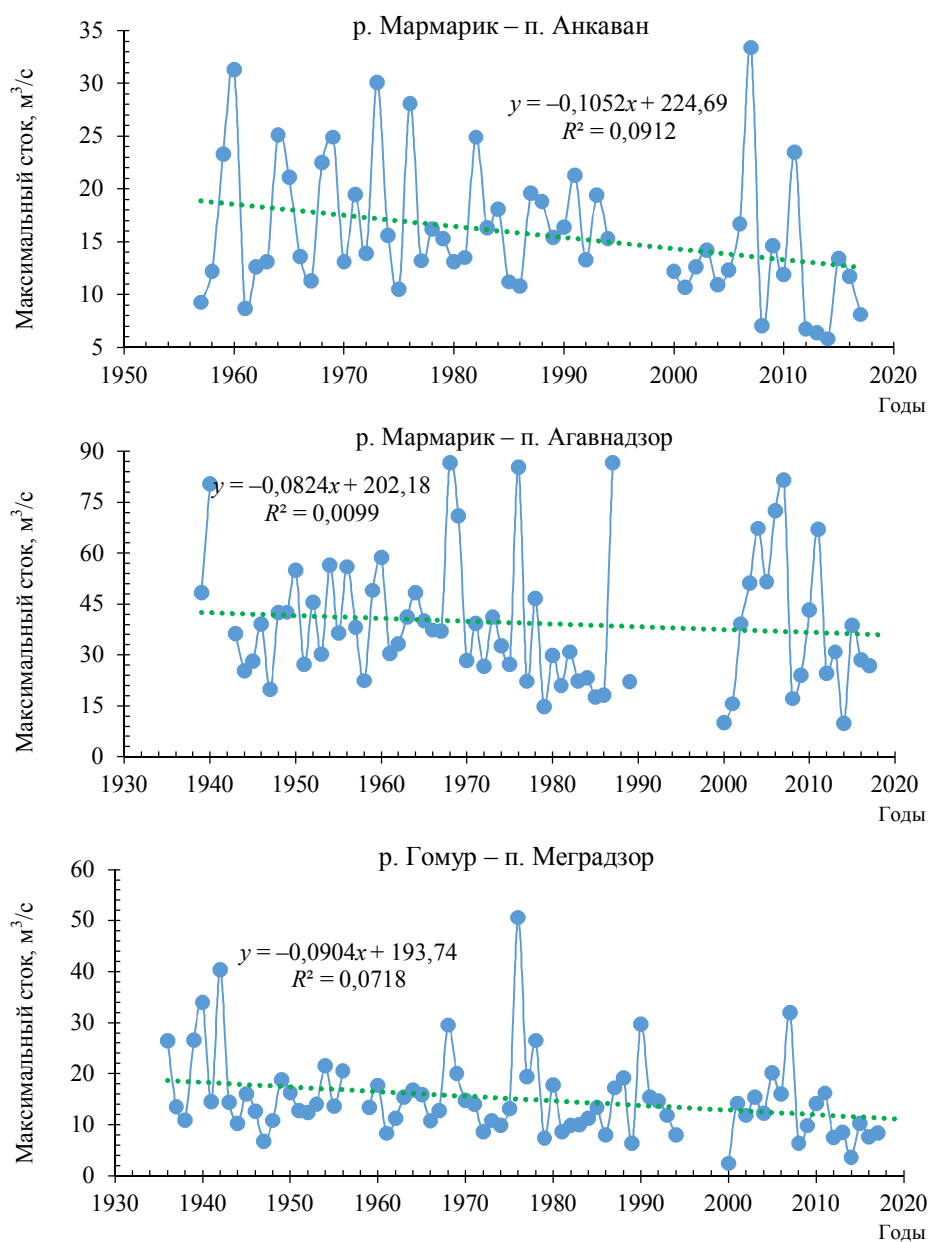 р. Мармарик – п. Анкаван
Максимальный сток, м³/с
35
30
25
20
15
10
5
y = –0,1052x + 224,69
R² = 0,0912
1950 1960 1970 1980 1990 2000 2010 2020
Годы
р. Мармарик – п. Агавнадзор
Максимальный сток, м³/с
90
75
60
45
30
15
0
y = –0,0824x + 202,18
R² = 0,0099
1930 1940 1950 1960 1970 1980 1990 2000 2010 2020
Годы
р. Гомур – п. Меградзор
Максимальный сток, м³/с
60
50
40
30
20
10
0
y = –0,0904x + 193,74
R² = 0,0718
1930 1940 1950 1960 1970 1980 1990 2000 2010 2020
Годы